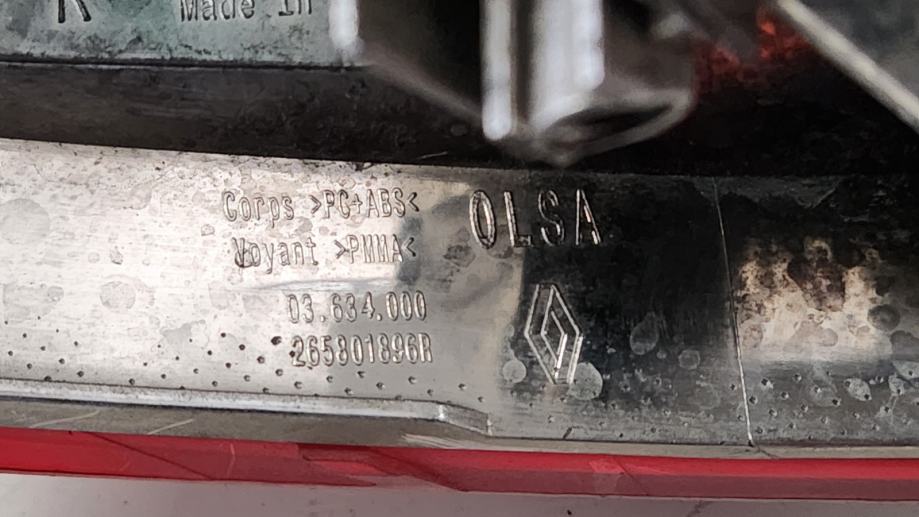 R
Made in
Corps >PC+ABS< OLSA
Voyant >PMMA<
03.634.000
265801896R